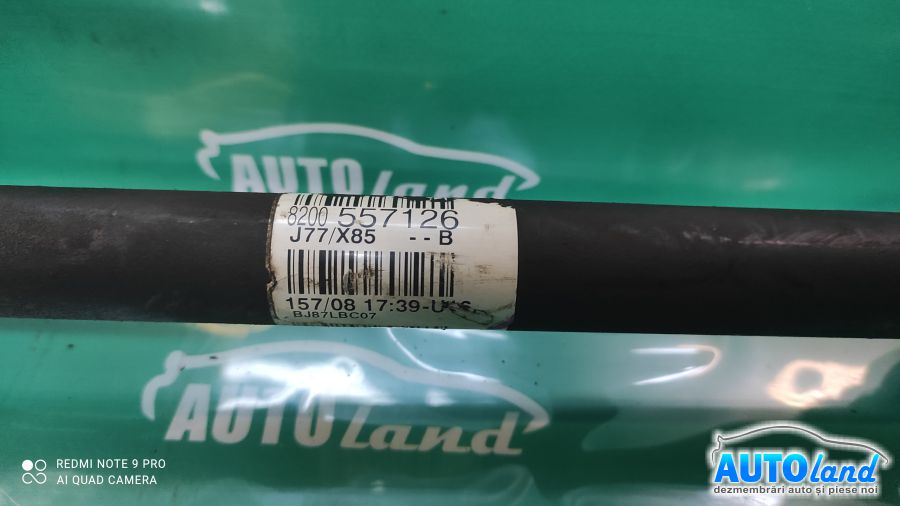 AUTOLand
8200 557126
J77/X85 --B
157/08 17:39-
BJ87LBC07
AUTOLand
REDMI NOTE 9 PRO
AI QUAD CAMERA
AUTOLand
dezmembrări auto și piese noi